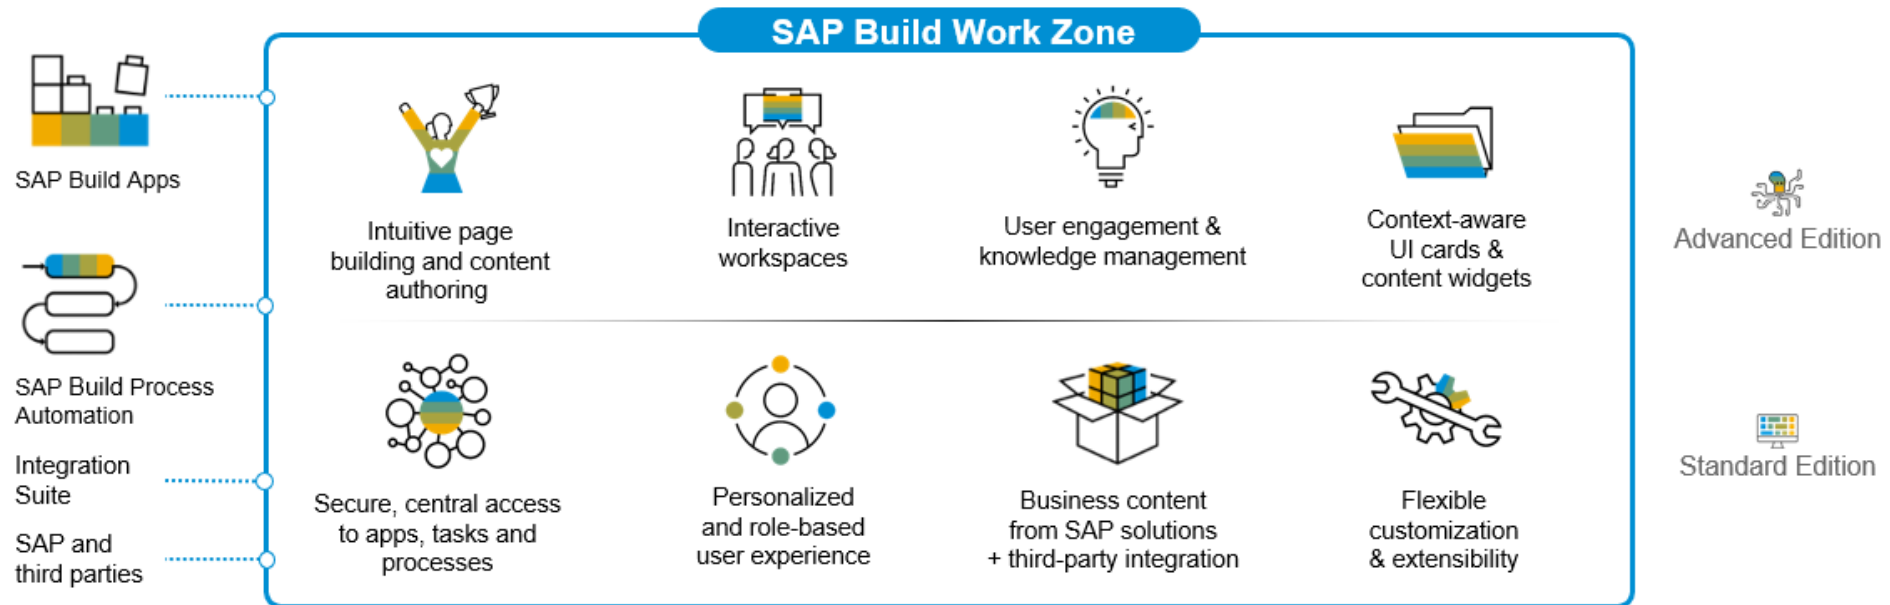 SAP Build Work Zone
SAP Build Apps
SAP Build Process
Automation
Integration
Suite
SAP and
third parties
Intuitive page
building and content
authoring
Interactive
workspaces
User engagement &
knowledge management
Context-aware
UI cards &
content widgets
Advanced Edition
Secure, central access
to apps, tasks and
processes
Personalized
and role-based
user experience
Business content
from SAP solutions
+ third-party integration
Flexible
customization
& extensibility
Standard Edition